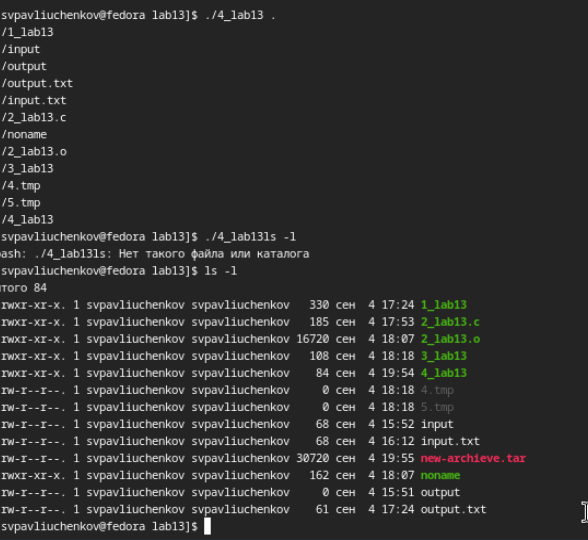 svpavliuchenkov@fedora lab13]$ ./4_lab13 .
/1_lab13
/input
/output
/output.txt
/input.txt
/2_lab13.c
/noname
/2_lab13.o
/3_lab13
/4.tmp
/5.tmp
/4_lab13
svpavliuchenkov@fedora lab13]$ ./4_lab13ls -l
ash: ./4_lab13ls: Нет такого файла или каталога
svpavliuchenkov@fedora lab13]$ ls -l
того 84
rwxr-xr-x. 1 svpavliuchenkov svpavliuchenkov 330 сен 4 17:24 1_lab13
rwxr-xr-x. 1 svpavliuchenkov svpavliuchenkov 185 сен 4 17:53 2_lab13.c
rwxr-xr-x. 1 svpavliuchenkov svpavliuchenkov 16720 сен 4 18:07 2_lab13.o
rwxr-xr-x. 1 svpavliuchenkov svpavliuchenkov 108 сен 4 18:18 3_lab13
rwxr-xr-x. 1 svpavliuchenkov svpavliuchenkov 84 сен 4 19:54 4_lab13
rw-r--r--. 1 svpavliuchenkov svpavliuchenkov 0 сен 4 18:18 4.tmp
rw-r--r--. 1 svpavliuchenkov svpavliuchenkov 0 сен 4 18:18 5.tmp
rw-r--r--. 1 svpavliuchenkov svpavliuchenkov 68 сен 4 15:52 input
rw-r--r--. 1 svpavliuchenkov svpavliuchenkov 68 сен 4 16:12 input.txt
rw-r--r--. 1 svpavliuchenkov svpavliuchenkov 30720 сен 4 19:55 new-archieve.tar
rwxr-xr-x. 1 svpavliuchenkov svpavliuchenkov 162 сен 4 18:07 noname
rw-r--r--. 1 svpavliuchenkov svpavliuchenkov 0 сен 4 15:51 output
rw-r--r--. 1 svpavliuchenkov svpavliuchenkov 61 сен 4 17:24 output.txt
svpavliuchenkov@fedora lab13]$